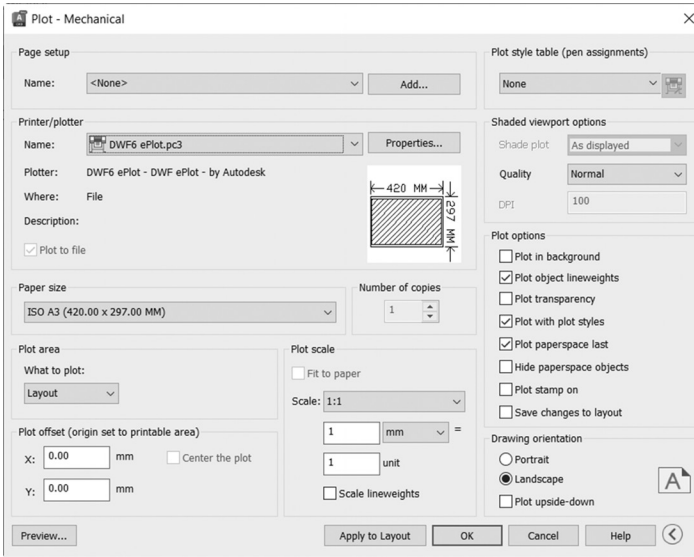 Plot - Mechanical
Page setup
Name:
<None>
Add...
Printer/plotter
Name:
DWF6 ePlot.pc3
Properties...
Plotter:
DWF6 ePlot - DWF ePlot - by Autodesk
Where:
File
Description:
Plot to file
420 MM
297 MM
Paper size
ISO A3 (420.00 x 297.00 MM)
Number of copies
1
Plot area
What to plot:
Layout
Plot offset (origin set to printable area)
X:
0.00
mm
Center the plot
Y:
0.00
mm
Plot scale
Fit to paper
Scale:
1:1
1
mm
=
1
unit
Scale lineweights
Plot style table (pen assignments)
None
Shaded viewport options
Shade plot
As displayed
Quality
Normal
DPI
100
Plot options
Plot in background
Plot object lineweights
Plot transparency
Plot with plot styles
Plot paperspace last
Hide paperspace objects
Plot stamp on
Save changes to layout
Drawing orientation
Portrait
Landscape
Plot upside-down
A
Preview...
Apply to Layout
OK
Cancel
Help